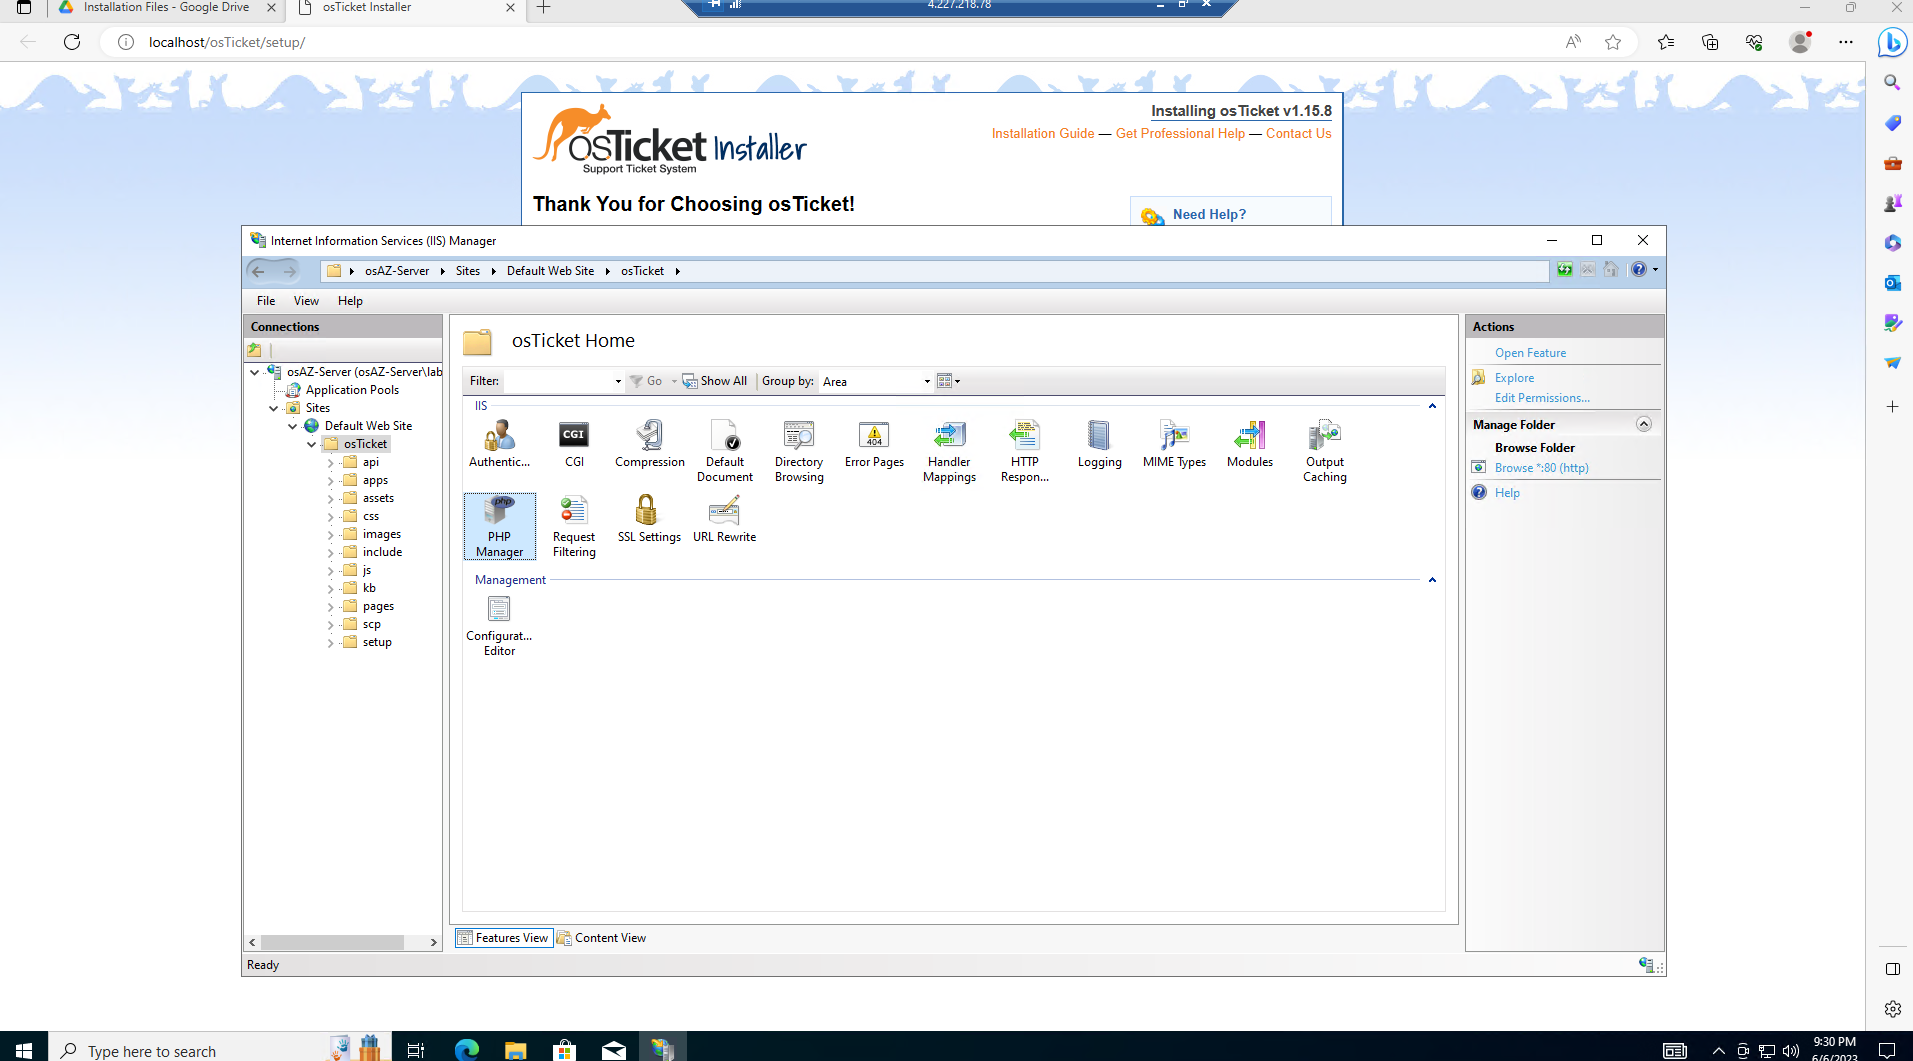 Installation Files - Google Drive
osTicket Installer
4.227.218.78
localhost/osTicket/setup/
Installing osTicket v1.15.8
Installation Guide — Get Professional Help — Contact Us
osTicket Installer
Support Ticket System
Thank You for Choosing osTicket!
Need Help?
Internet Information Services (IIS) Manager
osAZ-Server
Sites
Default Web Site
osTicket
File
View
Help
Connections
osAZ-Server (osAZ-Server\lab
Application Pools
Sites
Default Web Site
osTicket
api
apps
assets
css
images
include
js
kb
pages
scp
setup
osTicket Home
Filter:
Go
Show All
Group by:
Area
IIS
Authentic...
CGI
CGI
Compression
Default
Document
Directory
Browsing
404
Error Pages
Handler
Mappings
HTTP
Respon...
Logging
MIME Types
Modules
Output
Caching
php
PHP
Manager
Request
Filtering
SSL Settings
URL Rewrite
Management
Configurat...
Editor
Features View
Content View
Actions
Open Feature
Explore
Edit Permissions...
Manage Folder
Browse Folder
Browse *:80 (http)
Help
Ready
Type here to search
9:30 PM
6/6/2023